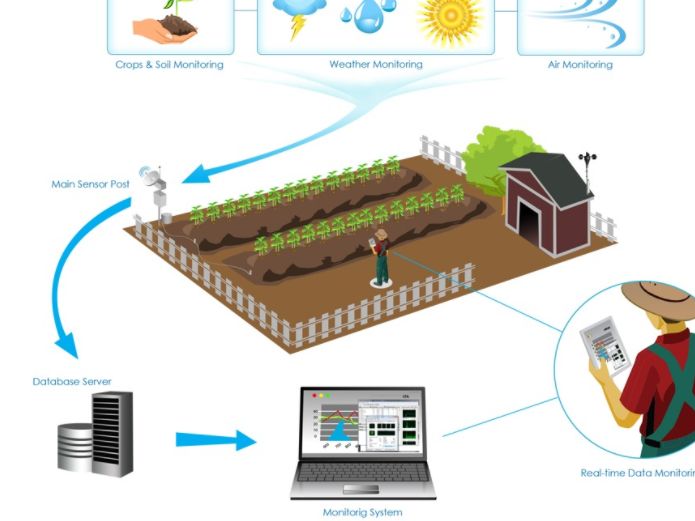 Crops & Soil Monitoring
Weather Monitoring
Air Monitoring
Main Sensor Post
Database Server
Monitorig System
Real-time Data Monitorin